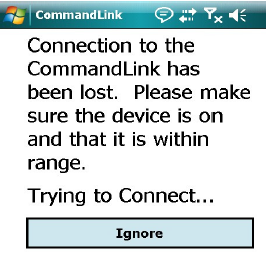 CommandLink
Connection to the
CommandLink has
been lost.  Please make
sure the device is on
and that it is within
range.
Trying to Connect...
Ignore